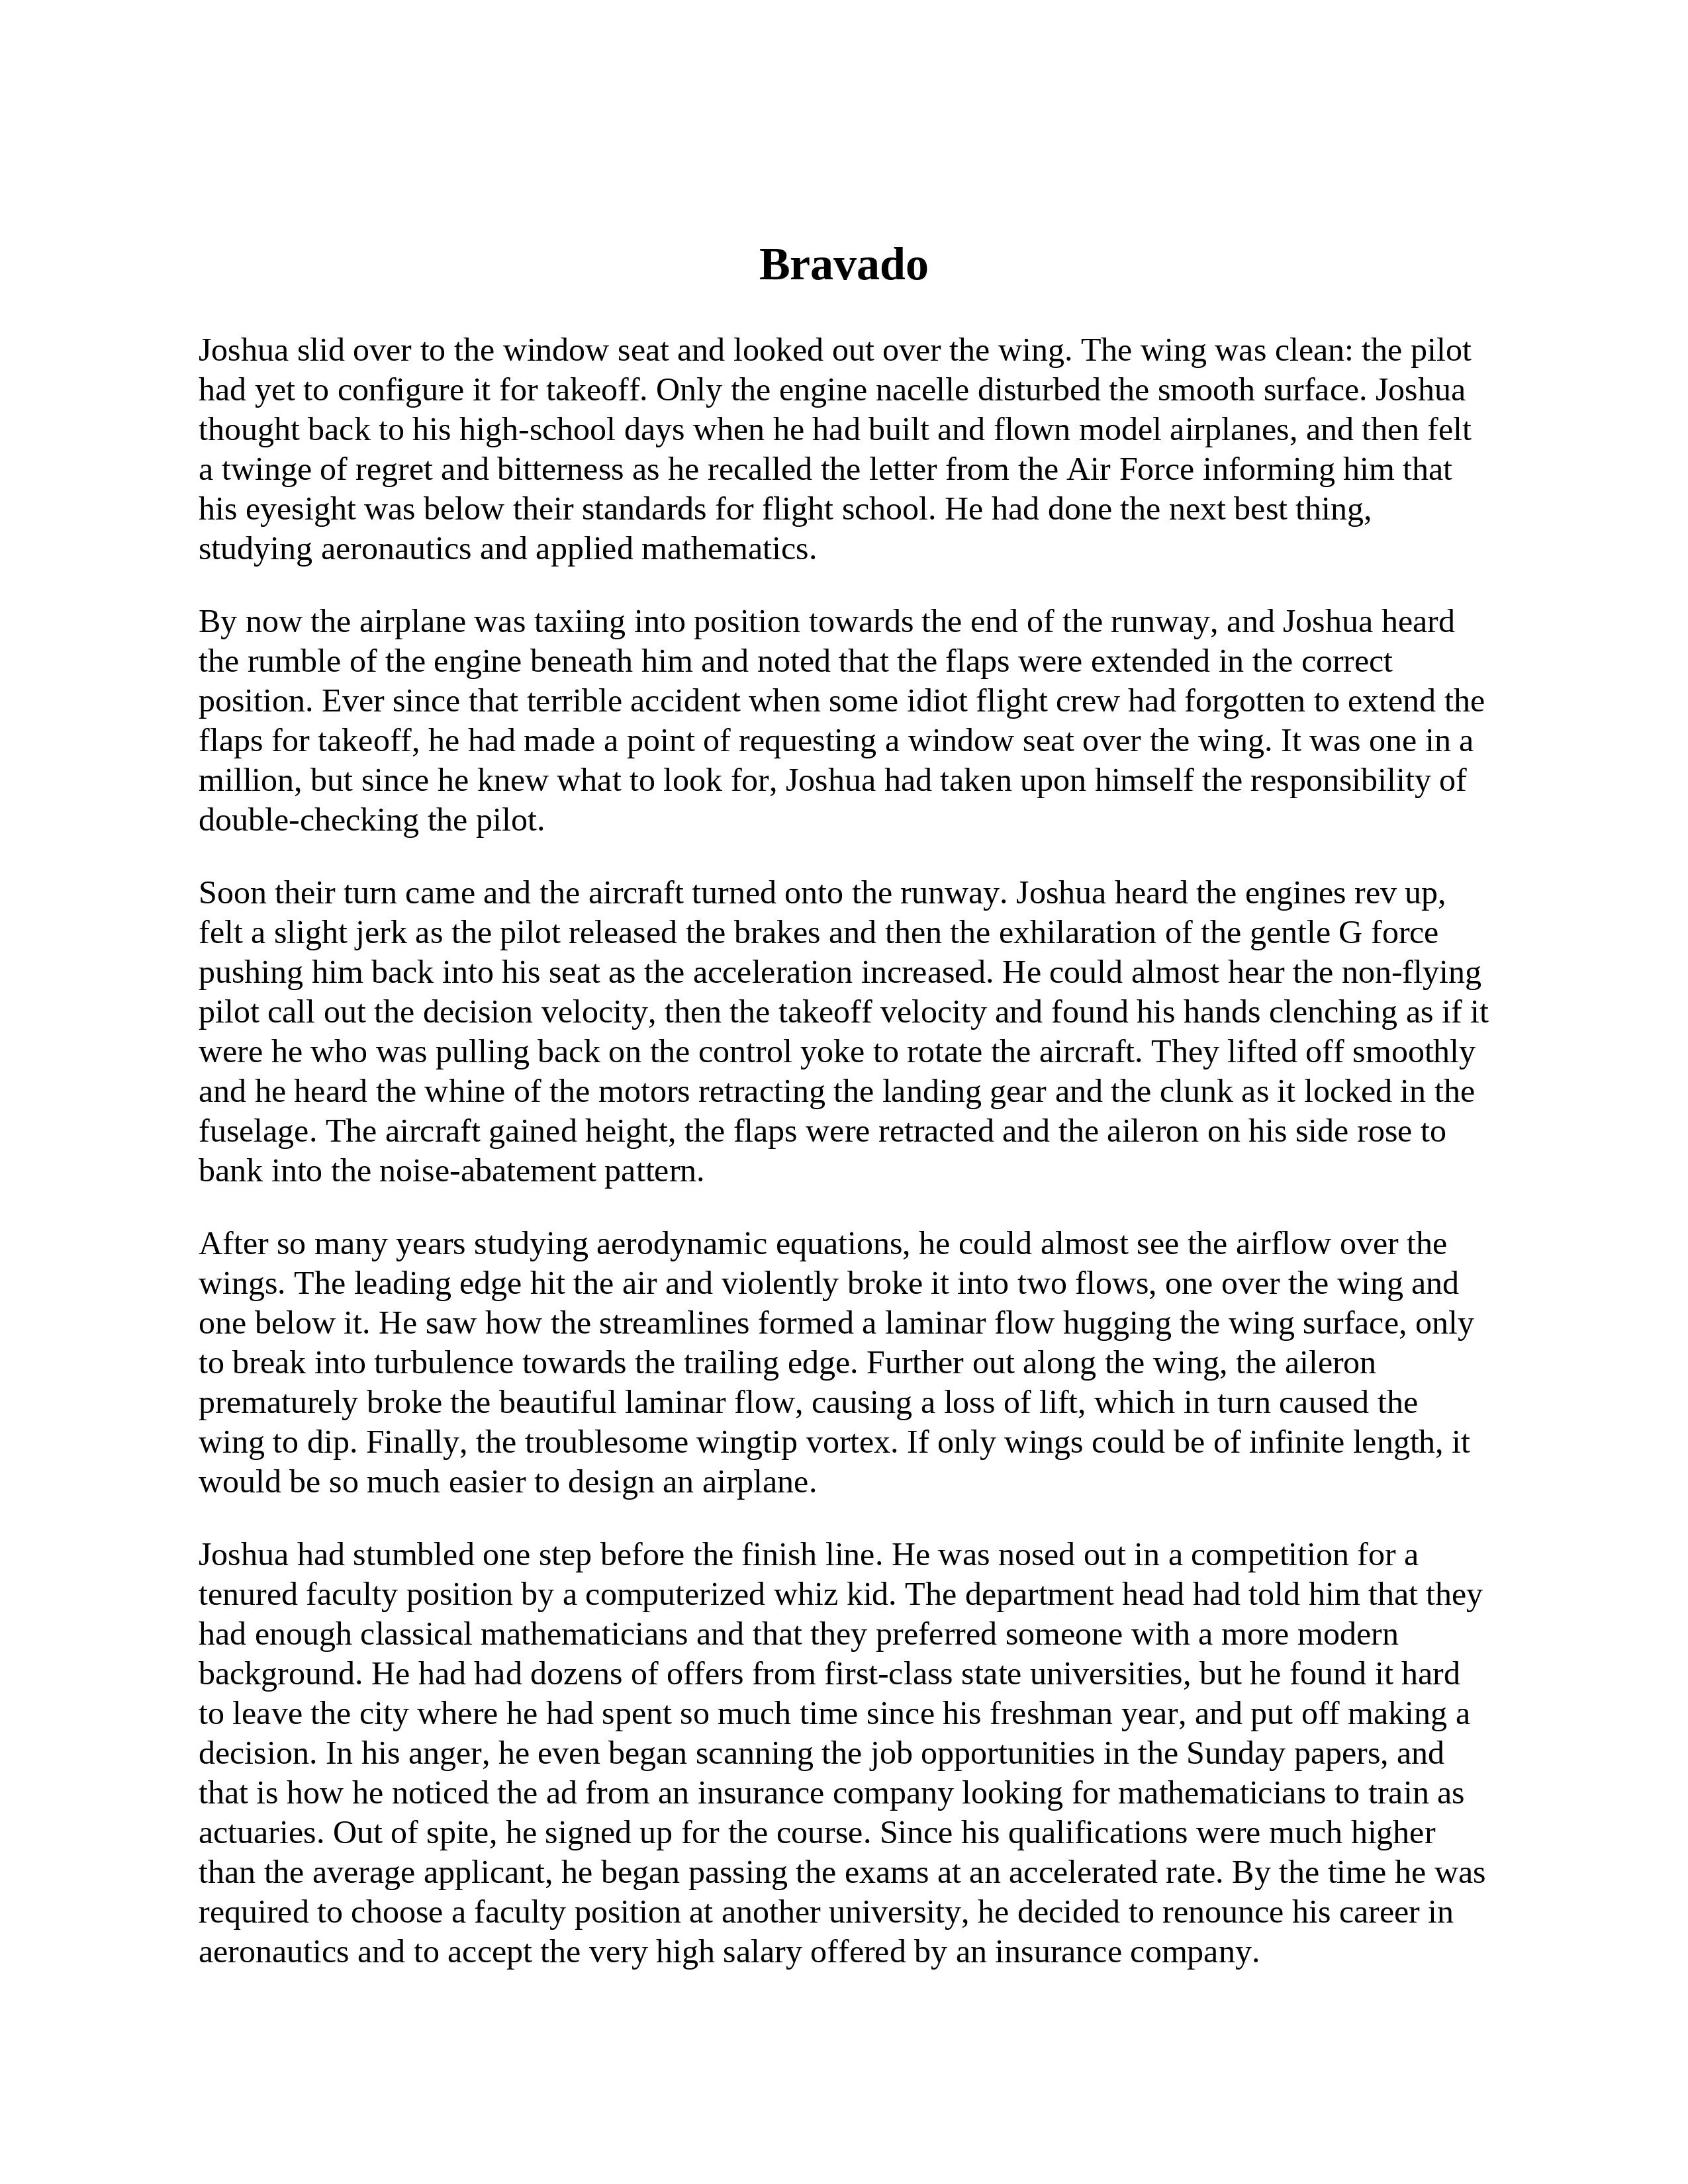 Bravado
Joshua slid over to the window seat and looked out over the wing. The wing was clean: the pilot
had yet to configure it for takeoff. Only the engine nacelle disturbed the smooth surface. Joshua
thought back to his high-school days when he had built and flown model airplanes, and then felt
a twinge of regret and bitterness as he recalled the letter from the Air Force informing him that
his eyesight was below their standards for flight school. He had done the next best thing,
studying aeronautics and applied mathematics.
By now the airplane was taxiing into position towards the end of the runway, and Joshua heard
the rumble of the engine beneath him and noted that the flaps were extended in the correct
position. Ever since that terrible accident when some idiot flight crew had forgotten to extend the
flaps for takeoff, he had made a point of requesting a window seat over the wing. It was one in a
million, but since he knew what to look for, Joshua had taken upon himself the responsibility of
double-checking the pilot.
Soon their turn came and the aircraft turned onto the runway. Joshua heard the engines rev up,
felt a slight jerk as the pilot released the brakes and then the exhilaration of the gentle G force
pushing him back into his seat as the acceleration increased. He could almost hear the non-flying
pilot call out the decision velocity, then the takeoff velocity and found his hands clenching as if it
were he who was pulling back on the control yoke to rotate the aircraft. They lifted off smoothly
and he heard the whine of the motors retracting the landing gear and the clunk as it locked in the
fuselage. The aircraft gained height, the flaps were retracted and the aileron on his side rose to
bank into the noise-abatement pattern.
After so many years studying aerodynamic equations, he could almost see the airflow over the
wings. The leading edge hit the air and violently broke it into two flows, one over the wing and
one below it. He saw how the streamlines formed a laminar flow hugging the wing surface, only
to break into turbulence towards the trailing edge. Further out along the wing, the aileron
prematurely broke the beautiful laminar flow, causing a loss of lift, which in turn caused the
wing to dip. Finally, the troublesome wingtip vortex. If only wings could be of infinite length, it
would be so much easier to design an airplane.
Joshua had stumbled one step before the finish line. He was nosed out in a competition for a
tenured faculty position by a computerized whiz kid. The department head had told him that they
had enough classical mathematicians and that they preferred someone with a more modern
background. He had had dozens of offers from first-class state universities, but he found it hard
to leave the city where he had spent so much time since his freshman year, and put off making a
decision. In his anger, he even began scanning the job opportunities in the Sunday papers, and
that is how he noticed the ad from an insurance company looking for mathematicians to train as
actuaries. Out of spite, he signed up for the course. Since his qualifications were much higher
than the average applicant, he began passing the exams at an accelerated rate. By the time he was
required to choose a faculty position at another university, he decided to renounce his career in
aeronautics and to accept the very high salary offered by an insurance company.